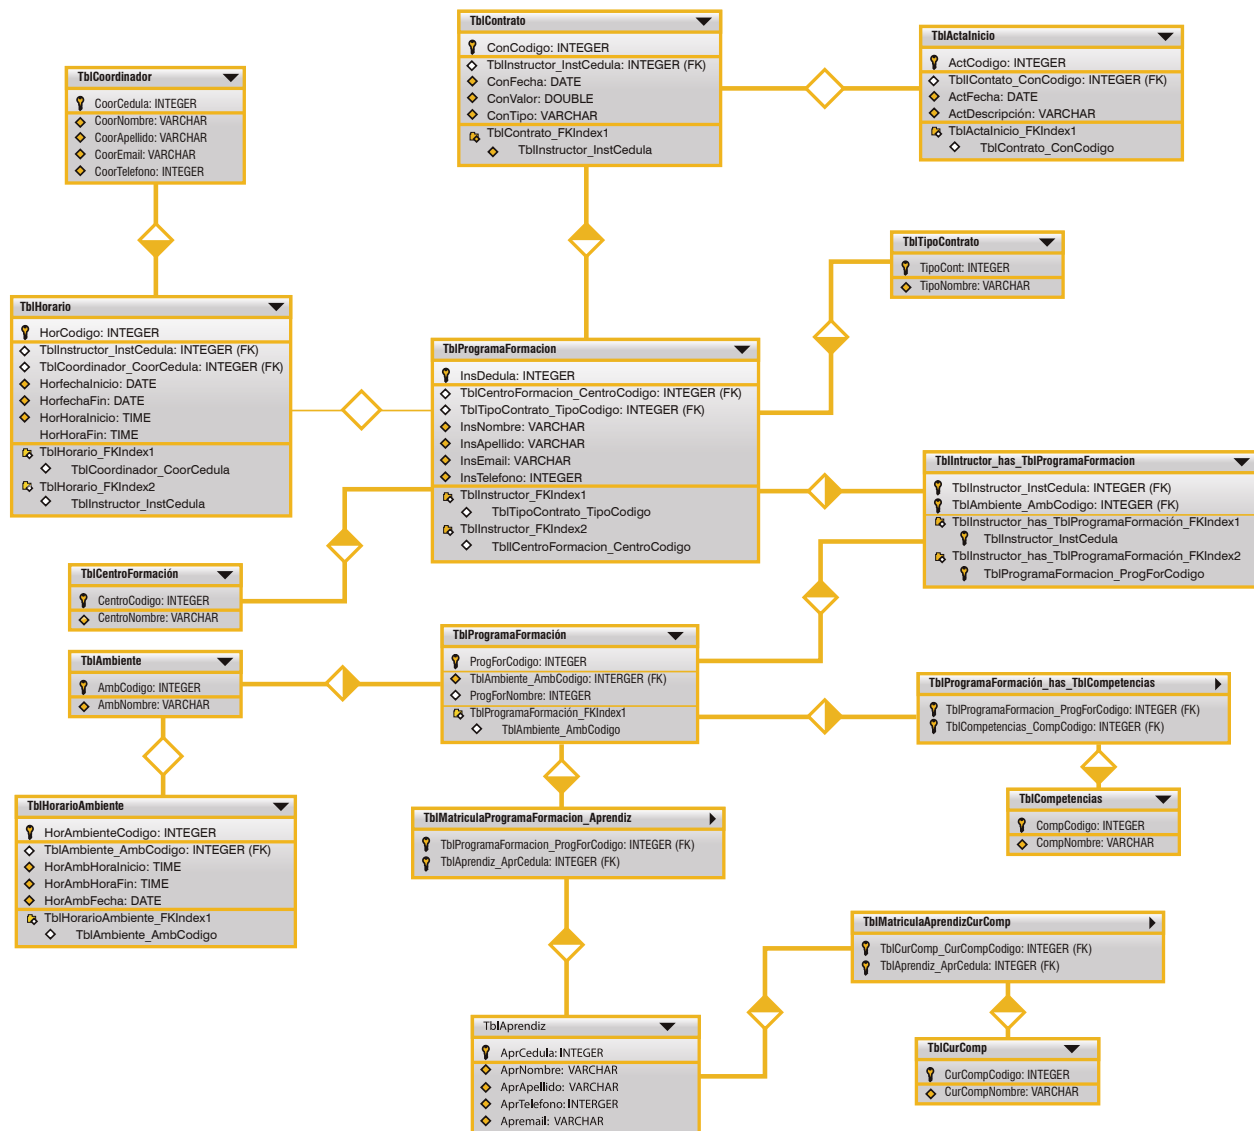 TblContrato
ConCodigo: INTEGER
TblInstructor_InstCedula: INTEGER (FK)
ConFecha: DATE
ConValor: DOUBLE
ConTipo: VARCHAR
TblContrato_FKIndex1
TblInstructor_InstCedula
TblActaInicio
ActCodigo: INTEGER
TbllContato_ConCodigo: INTEGER (FK)
ActFecha: DATE
ActDescripción: VARCHAR
TblActaInicio_FKIndex1
TblContrato_ConCodigo
TblCoordinador
CoorCedula: INTEGER
CoorNombre: VARCHAR
CoorApellido: VARCHAR
CoorEmail: VARCHAR
CoorTelefono: INTEGER
TblTipoContrato
TipoCont: INTEGER
TipoNombre: VARCHAR
TblHorario
HorCodigo: INTEGER
TblInstructor_InstCedula: INTEGER (FK)
TblCoordinador_CoorCedula: INTEGER (FK)
HorfechaInicio: DATE
HorfechaFin: DATE
HorHoraInicio: TIME
HorHoraFin: TIME
TblHorario_FKIndex1
TblCoordinador_CoorCedula
TblHorario_FKIndex2
TblInstructor_InstCedula
TblProgramaFormacion
InsDedula: INTEGER
TblCentroFormacion_CentroCodigo: INTEGER (FK)
TblTipoContrato_TipoCodigo: INTEGER (FK)
InsNombre: VARCHAR
InsApellido: VARCHAR
InsEmail: VARCHAR
InsTelefono: INTEGER
TblInstructor_FKIndex1
TblTipoContrato_TipoCodigo
TblInstructor_FKIndex2
TbllCentroFormacion_CentroCodigo
TblIntructor_has_TblProgramaFormacion
TblInstructor_InstCedula: INTEGER (FK)
TblAmbiente_AmbCodigo: INTEGER (FK)
TblInstructor_has_TblProgramaFormación_FKIndex1
TblInstructor_InstCedula
TblInstructor_has_TblProgramaFormación_FKIndex2
TblProgramaFormacion_ProgForCodigo
TblCentroFormación
CentroCodigo: INTEGER
CentroNombre: VARCHAR
TblAmbiente
AmbCodigo: INTEGER
AmbNombre: VARCHAR
TblProgramaFormación
ProgForCodigo: INTEGER
TblAmbiente_AmbCodigo: INTERGER (FK)
ProgForNombre: INTEGER
TblProgramaFormación_FKIndex1
TblAmbiente_AmbCodigo
TblProgramaFormación_has_TblCompetencias
TblProgramaFormacion_ProgForCodigo: INTEGER (FK)
TblCompetencias_CompCodigo: INTEGER (FK)
TblCompetencias
CompCodigo: INTEGER
CompNombre: VARCHAR
TblHorarioAmbiente
HorAmbienteCodigo: INTEGER
TblAmbiente_AmbCodigo: INTEGER (FK)
HorAmbHoraInicio: TIME
HorAmbHoraFin: TIME
HorAmbFecha: DATE
TblHorarioAmbiente_FKIndex1
TblAmbiente_AmbCodigo
TblMatriculaProgramaFormacion_Aprendiz
TblProgramaFormacion_ProgForCodigo: INTEGER (FK)
TblAprendiz_AprCedula: INTEGER (FK)
TblMatriculaAprendizCurComp
TblCurComp_CurCompCodigo: INTEGER (FK)
TblAprendiz_AprCedula: INTEGER (FK)
TblAprendiz
AprCedula: INTEGER
AprNombre: VARCHAR
AprApellido: VARCHAR
AprTelefono: INTERGER
Apremail: VARCHAR
TblCurComp
CurCompCodigo: INTEGER
CurCompNombre: VARCHAR